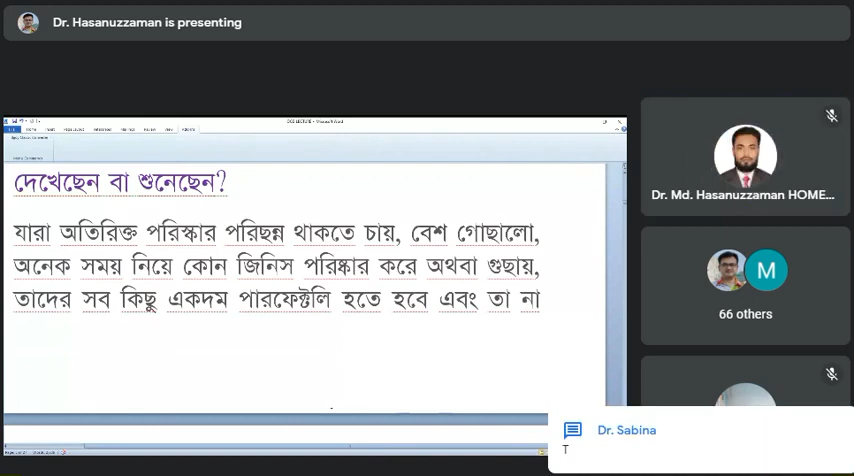 Dr. Hasanuzzaman is presenting
দেখেছেন বা শুনেছেন?
যারা অতিরিক্ত পরিস্কার পরিছন্ন থাকতে চায়, বেশ গোছালো,
অনেক সময় নিয়ে কোন জিনিস পরিষ্কার করে অথবা গুছায়,
তাদের সব কিছু একদম পারফেক্টলি হতে হবে এবং তা না
Dr. Md. Hasanuzzaman HOME...
M
66 others
Dr. Sabina
T